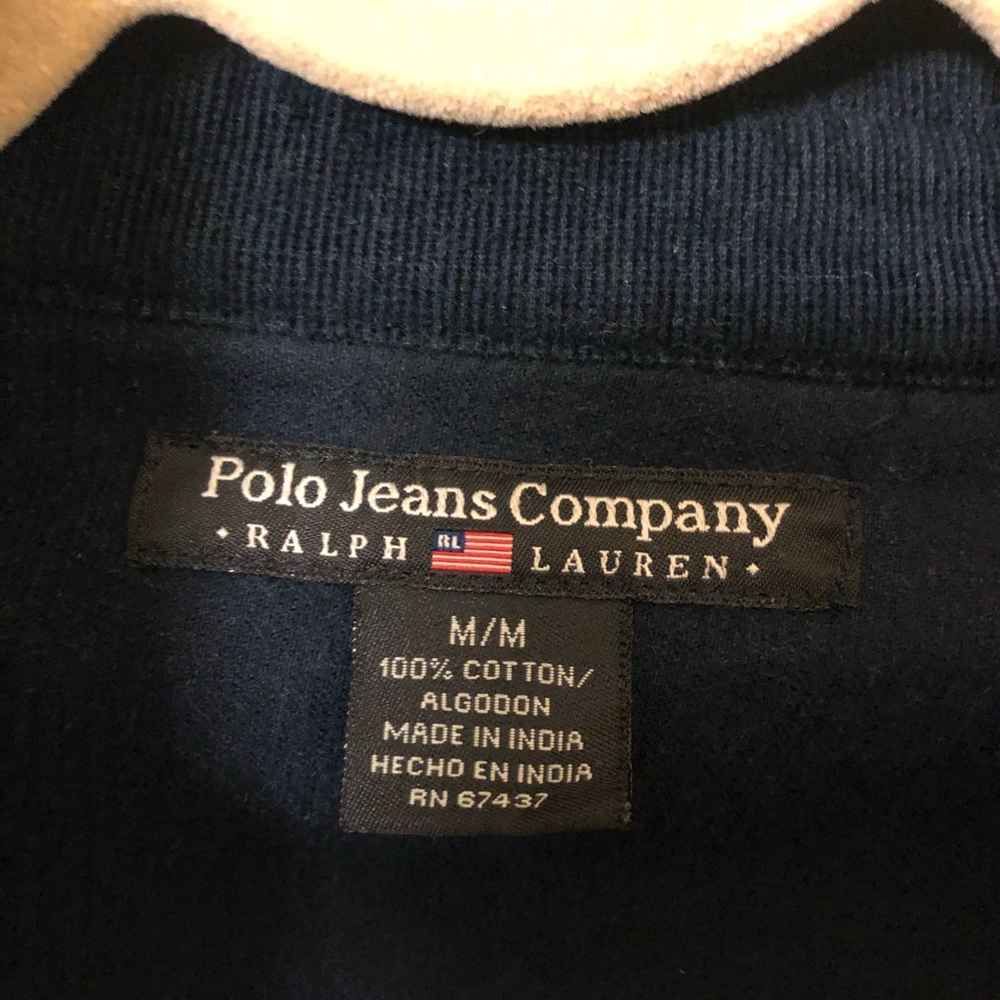 Polo Jeans Company
RALPH RL LAUREN
M/M
100% COTTON/
ALGODON
MADE IN INDIA
HECHO EN INDIA
RN 67437